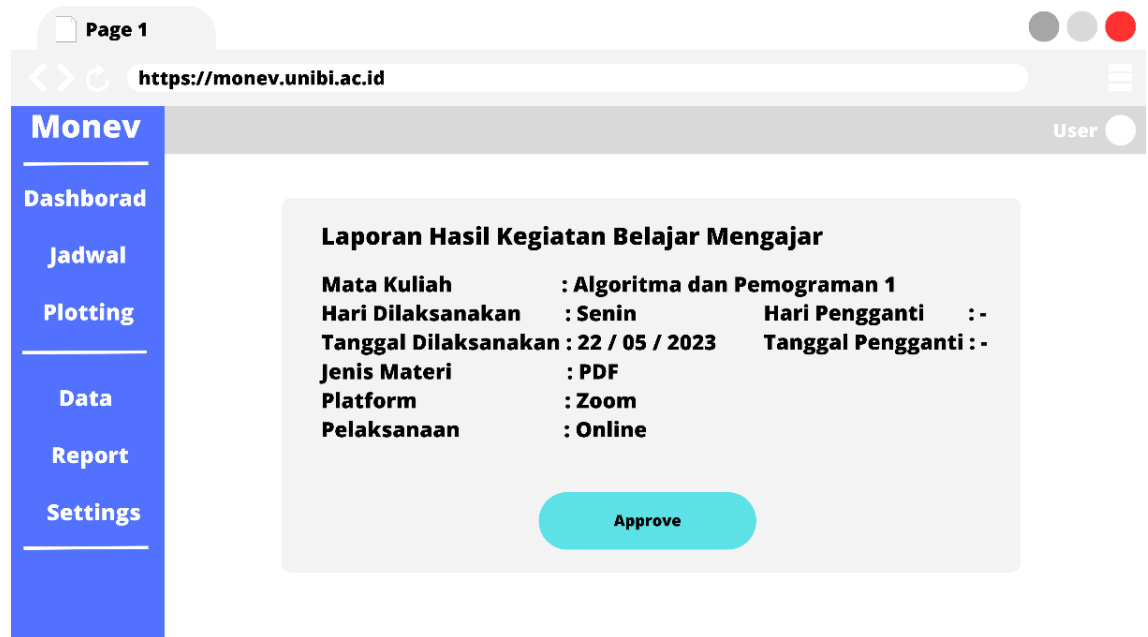 Page 1
https://monev.unibi.ac.id
Monev
User
Dashborad
Jadwal
Plotting
Data
Report
Settings
Laporan Hasil Kegiatan Belajar Mengajar
Mata Kuliah : Algoritma dan Pemograman 1
Hari Dilaksanakan : Senin Hari Pengganti : -
Tanggal Dilaksanakan : 22 / 05 / 2023 Tanggal Pengganti : -
Jenis Materi : PDF
Platform : Zoom
Pelaksanaan : Online
Approve